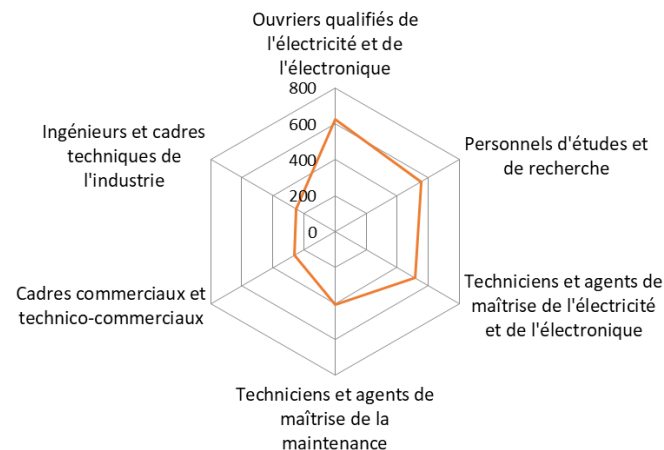 Ouvriers qualifiés de
l'électricité et de
l'électronique
800
600
400
200
0
Personnels d'études et
de recherche
Techniciens et agents de
maîtrise de l'électricité
et de l'électronique
Techniciens et agents de
maîtrise de la
maintenance
Cadres commerciaux et
technico-commerciaux
Ingénieurs et cadres
techniques de
l'industrie